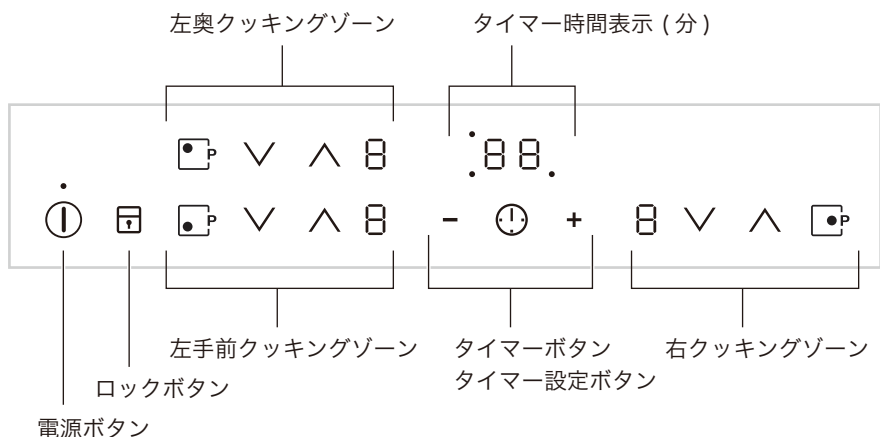 左奥クッキングゾーン
タイマー時間表示 ( 分 )
P 8
88
P 8
− + 8 P
左手前クッキングゾーン
タイマーボタン
タイマー設定ボタン
右クッキングゾーン
ロックボタン
電源ボタン